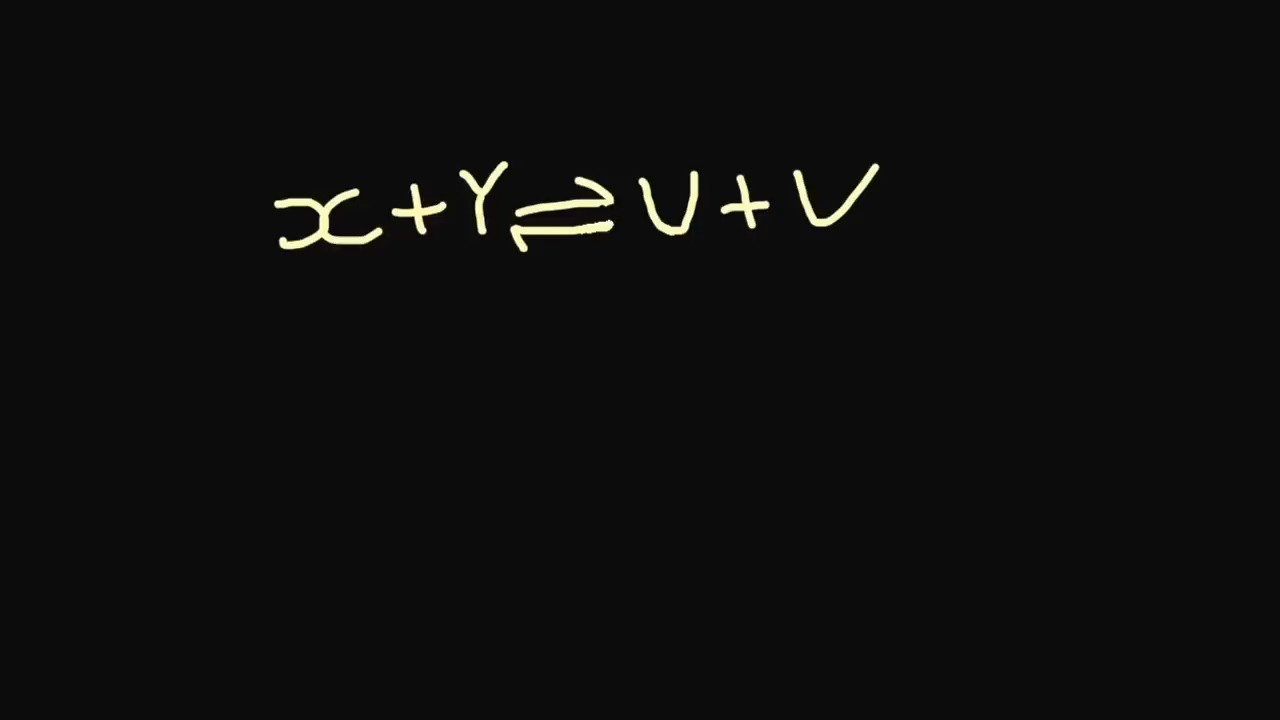 x + Y ⇌ U + V